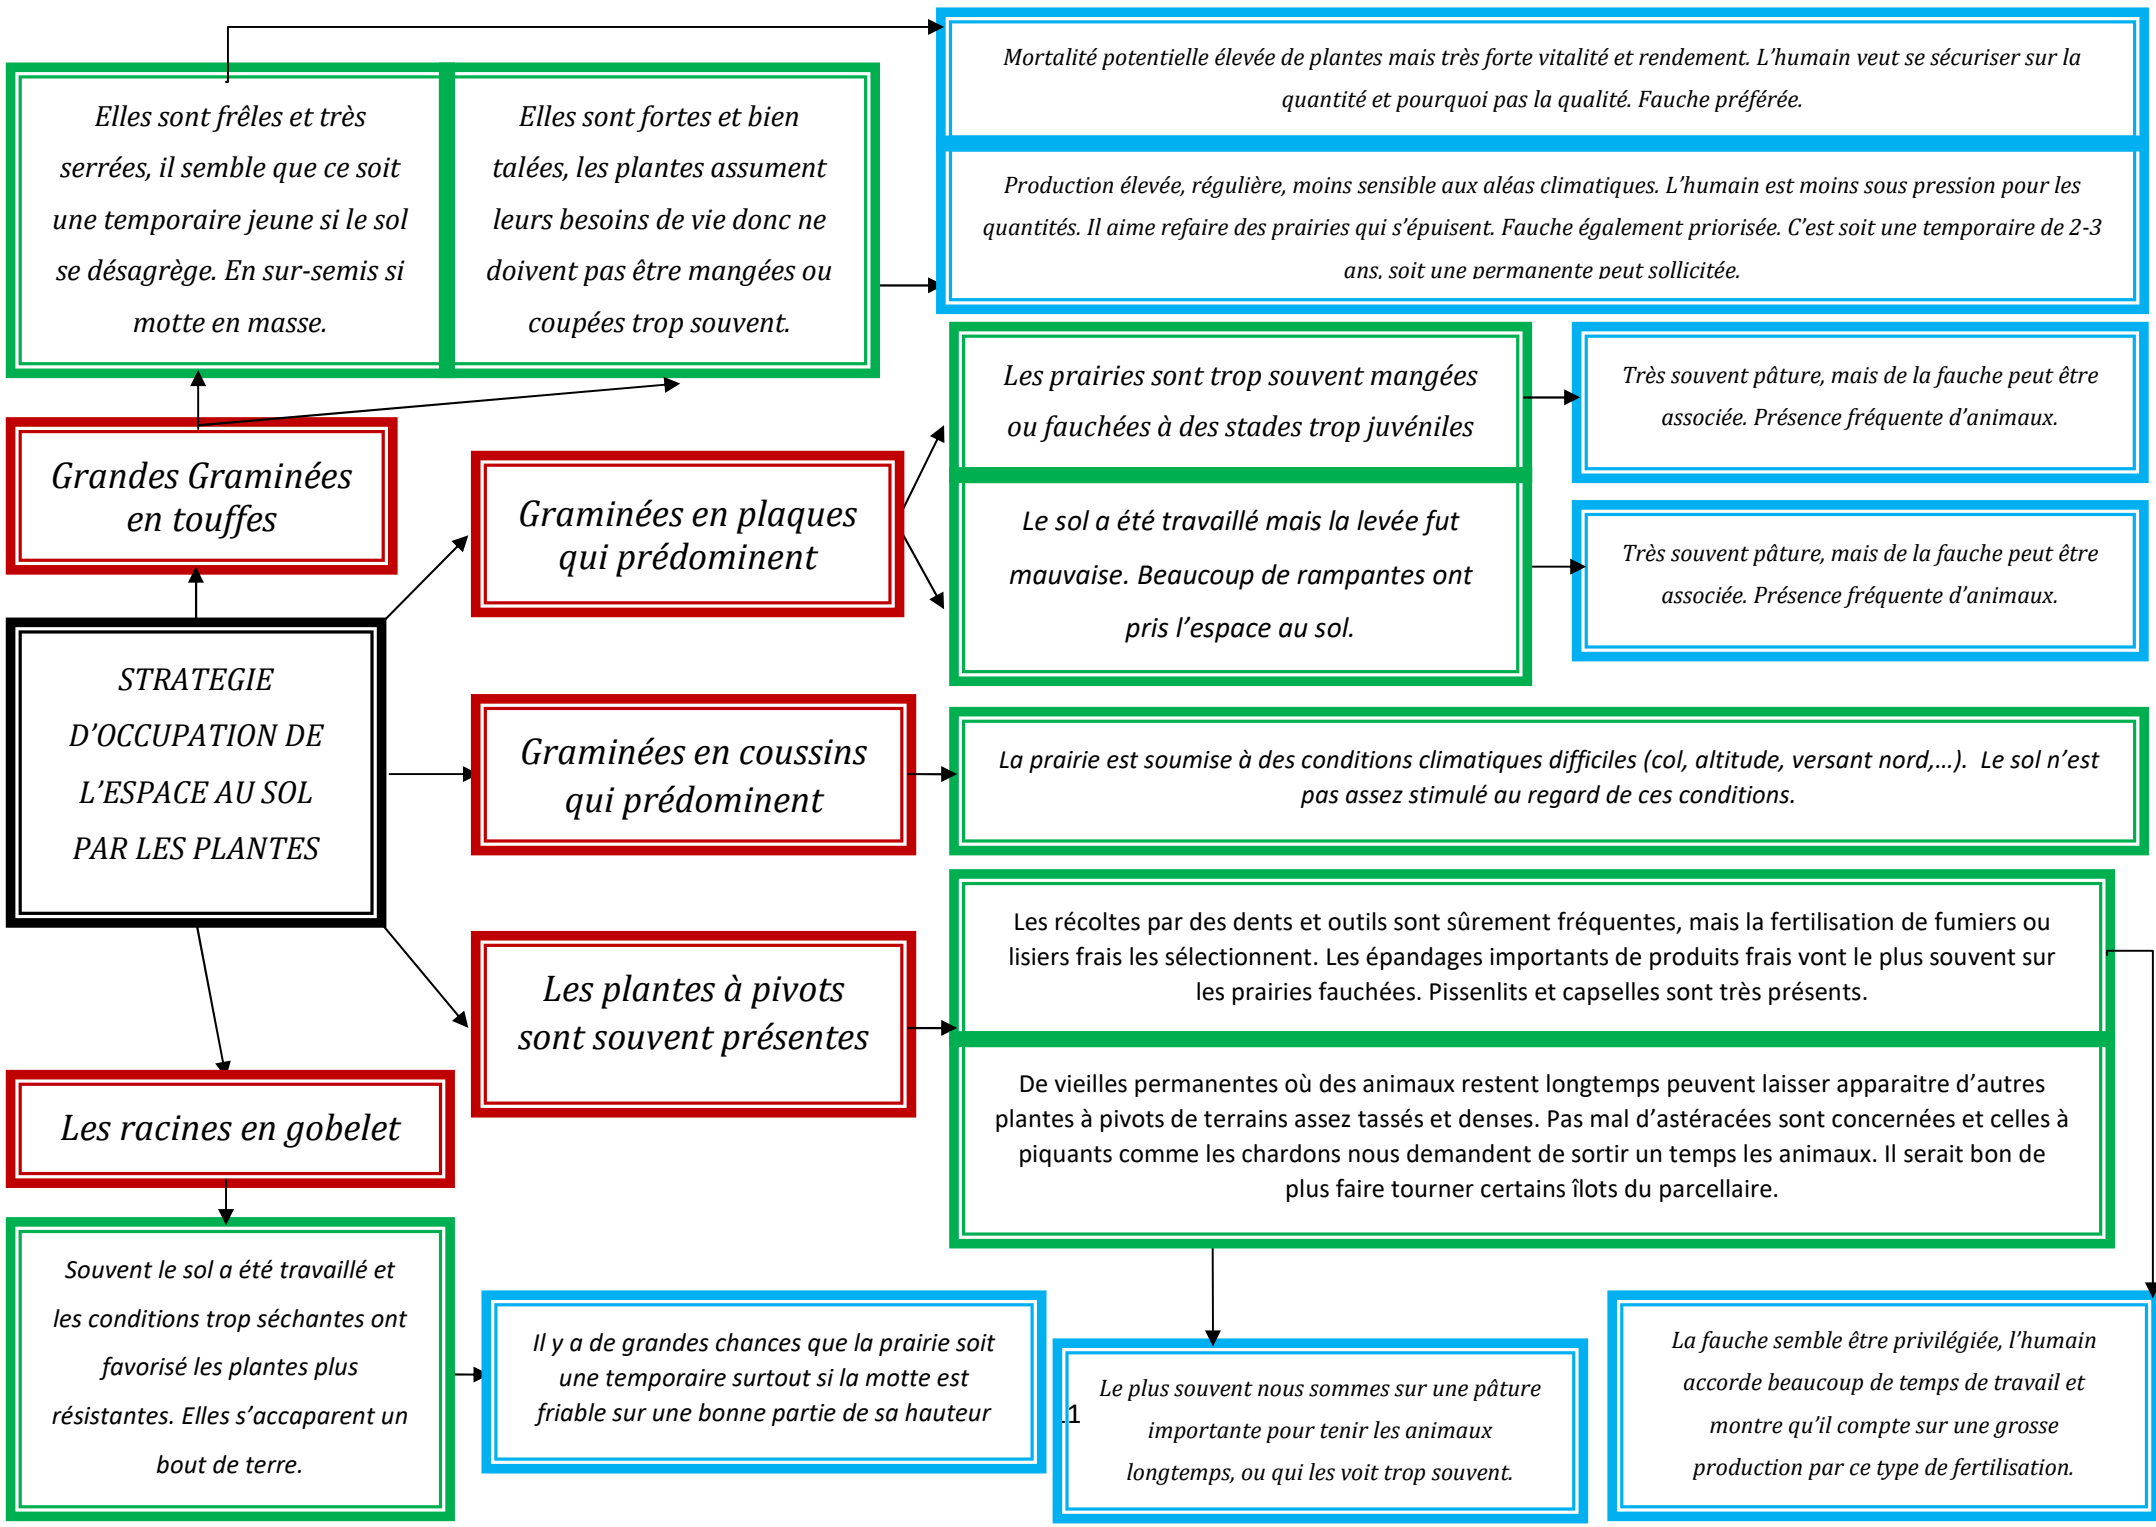 Mortalité potentielle élevée de plantes mais très forte vitalité et rendement. L’humain veut se sécuriser sur la
quantité et pourquoi pas la qualité. Fauche préférée.
Elles sont frêles et très
serrées, il semble que ce soit
une temporaire jeune si le sol
se désagrège. En sur-semis si
motte en masse.
Elles sont fortes et bien
talées, les plantes assument
leurs besoins de vie donc ne
doivent pas être mangées ou
coupées trop souvent.
Production élevée, régulière, moins sensible aux aléas climatiques. L’humain est moins sous pression pour les
quantités. Il aime refaire des prairies qui s’épuisent. Fauche également priorisée. C’est soit une temporaire de 2-3
ans, soit une permanente peut sollicitée.
Grandes Graminées
en touffes
Graminées en plaques
qui prédominent
Les prairies sont trop souvent mangées
ou fauchées à des stades trop juvéniles
Très souvent pâture, mais de la fauche peut être
associée. Présence fréquente d’animaux.
Le sol a été travaillé mais la levée fut
mauvaise. Beaucoup de rampantes ont
pris l’espace au sol.
Très souvent pâture, mais de la fauche peut être
associée. Présence fréquente d’animaux.
STRATEGIE
D’OCCUPATION DE
L’ESPACE AU SOL
PAR LES PLANTES
Graminées en coussins
qui prédominent
La prairie est soumise à des conditions climatiques difficiles (col, altitude, versant nord,…). Le sol n’est
pas assez stimulé au regard de ces conditions.
Les plantes à pivots
sont souvent présentes
Les récoltes par des dents et outils sont sûrement fréquentes, mais la fertilisation de fumiers ou
lisiers frais les sélectionnent. Les épandages importants de produits frais vont le plus souvent sur
les prairies fauchées. Pissenlits et capselles sont très présents.
De vieilles permanentes où des animaux restent longtemps peuvent laisser apparaitre d’autres
plantes à pivots de terrains assez tassés et denses. Pas mal d’astéracées sont concernées et celles à
piquants comme les chardons nous demandent de sortir un temps les animaux. Il serait bon de
plus faire tourner certains îlots du parcellaire.
Les racines en gobelet
Souvent le sol a été travaillé et
les conditions trop séchantes ont
favorisé les plantes plus
résistantes. Elles s’accaparent un
bout de terre.
Il y a de grandes chances que la prairie soit
une temporaire surtout si la motte est
friable sur une bonne partie de sa hauteur
Le plus souvent nous sommes sur une pâture
importante pour tenir les animaux
longtemps, ou qui les voit trop souvent.
La fauche semble être privilégiée, l’humain
accorde beaucoup de temps de travail et
montre qu’il compte sur une grosse
production par ce type de fertilisation.